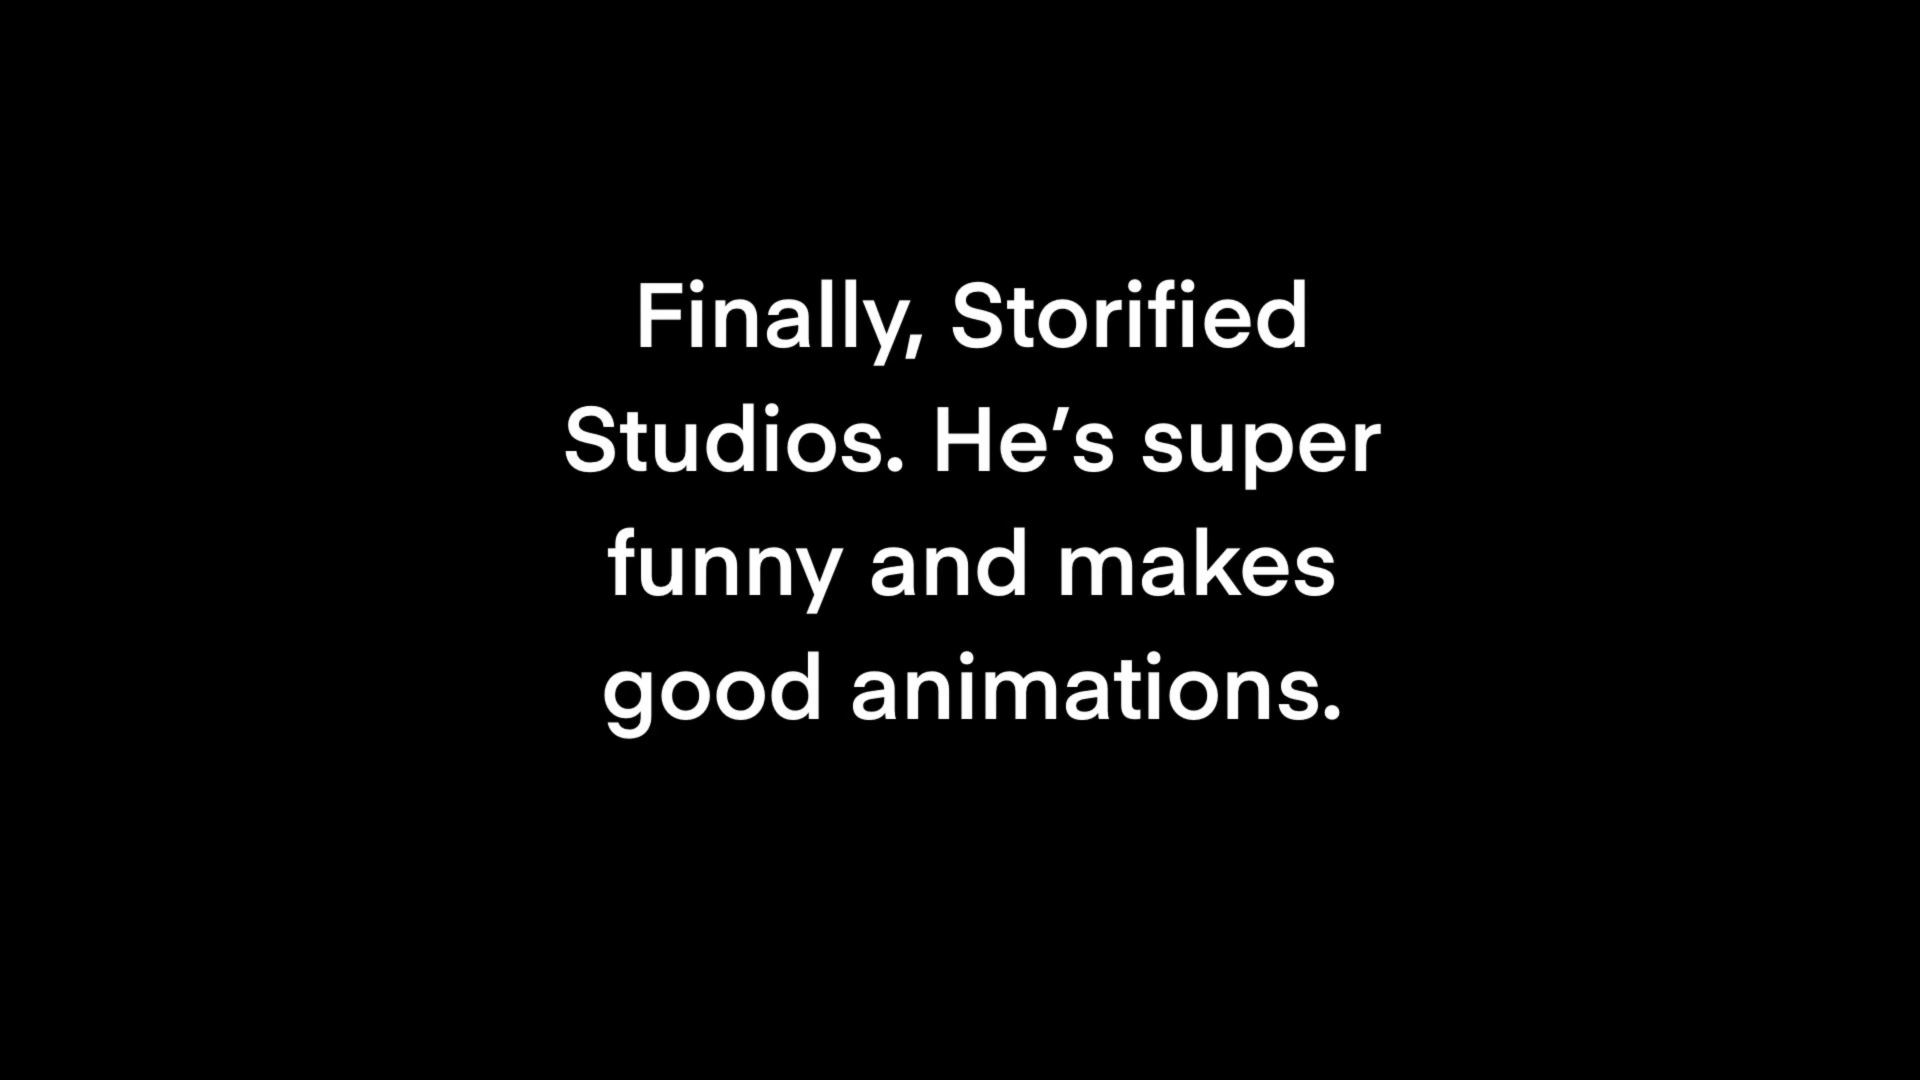 Finally, Storified
Studios. He’s super
funny and makes
good animations.